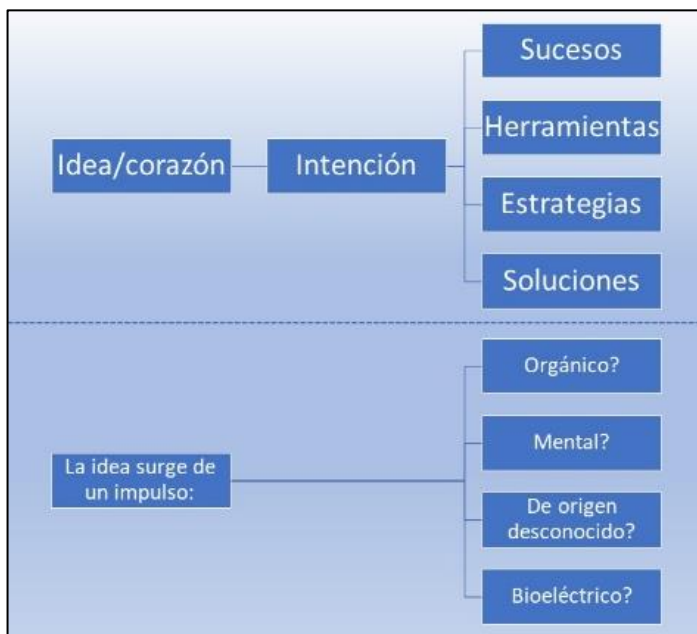 Sucesos
Herramientas
Idea/corazón
Intención
Estrategias
Soluciones
Orgánico?
Mental?
La idea surge de
un impulso:
De origen
desconocido?
Bioeléctrico?